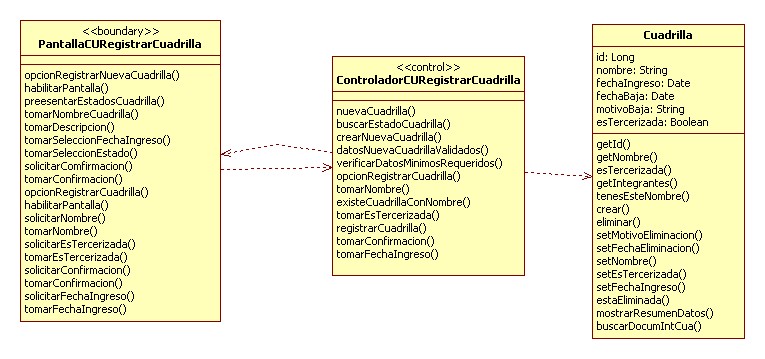 <<boundary>>
PantallaCURegistrarCuadrilla
opcionRegistrarNuevaCuadrilla()
habilitarPantalla()
preesentarEstadosCuadrilla()
tomarNombreCuadrilla()
tomarDescripcion()
tomarSeleccionFechaIngreso()
tomarSeleccionEstado()
solicitarComfirmacion()
tomarConfirmacion()
opcionRegistrarCuadrilla()
habilitarPantalla()
solicitarNombre()
tomarNombre()
solicitarEsTercerizada()
tomarEsTercerizada()
solicitarConfirmacion()
tomarConfirmacion()
solicitarFechaIngreso()
tomarFechaIngreso()
<<control>>
ControladorCURegistrarCuadrilla
nuevaCuadrilla()
buscarEstadoCuadrilla()
crearNuevaCuadrilla()
datosNuevaCuadrillaValidados()
verificarDatosMinimosRequeridos()
opcionRegistrarCuadrilla()
tomarNombre()
existeCuadrillaConNombre()
tomarEsTercerizada()
registrarCuadrilla()
tomarConfirmacion()
tomarFechaIngreso()
Cuadrilla
id: Long
nombre: String
fechaIngreso: Date
fechaBaja: Date
motivoBaja: String
esTercerizada: Boolean
getId()
getNombre()
esTercerizada()
getIntegrantes()
tenesEsteNombre()
crear()
eliminar()
setMotivoEliminacion()
setFechaEliminacion()
setNombre()
setEsTercerizada()
setFechaIngreso()
estaEliminada()
mostrarResumenDatos()
buscarDocumIntCua()